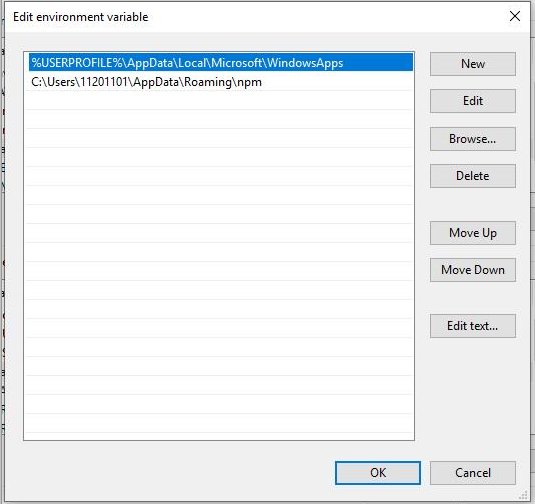 Edit environment variable
%USERPROFILE%\AppData\Local\Microsoft\WindowsApps
C:\Users\11201101\AppData\Roaming\npm
New
Edit
Browse...
Delete
Move Up
Move Down
Edit text...
OK
Cancel